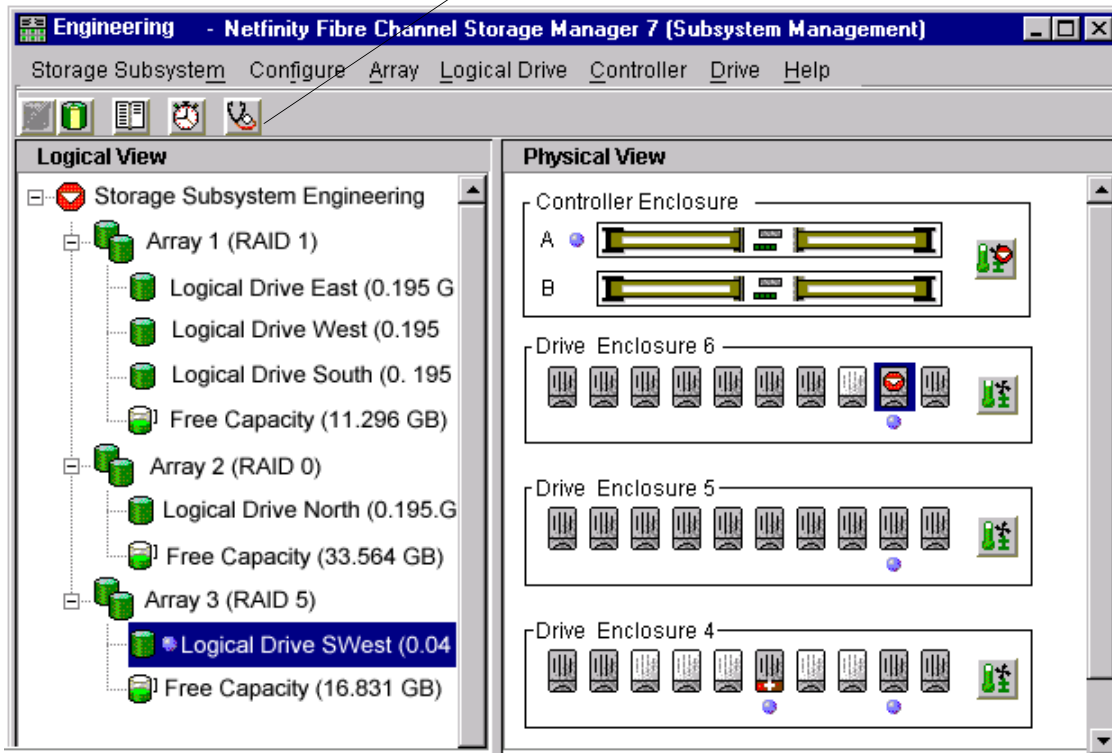 Engineering - Netfinity Fibre Channel Storage Manager 7 (Subsystem Management)
Storage Subsystem Configure Array Logical Drive Controller Drive Help
Logical View
Storage Subsystem Engineering
Array 1 (RAID 1)
Logical Drive East (0.195 G
Logical Drive West (0.195
Logical Drive South (0. 195
Free Capacity (11.296 GB)
Array 2 (RAID 0)
Logical Drive North (0.195.G
Free Capacity (33.564 GB)
Array 3 (RAID 5)
Logical Drive SWest (0.04
Free Capacity (16.831 GB)
Physical View
Controller Enclosure
A
B
Drive Enclosure 6
Drive Enclosure 5
Drive Enclosure 4